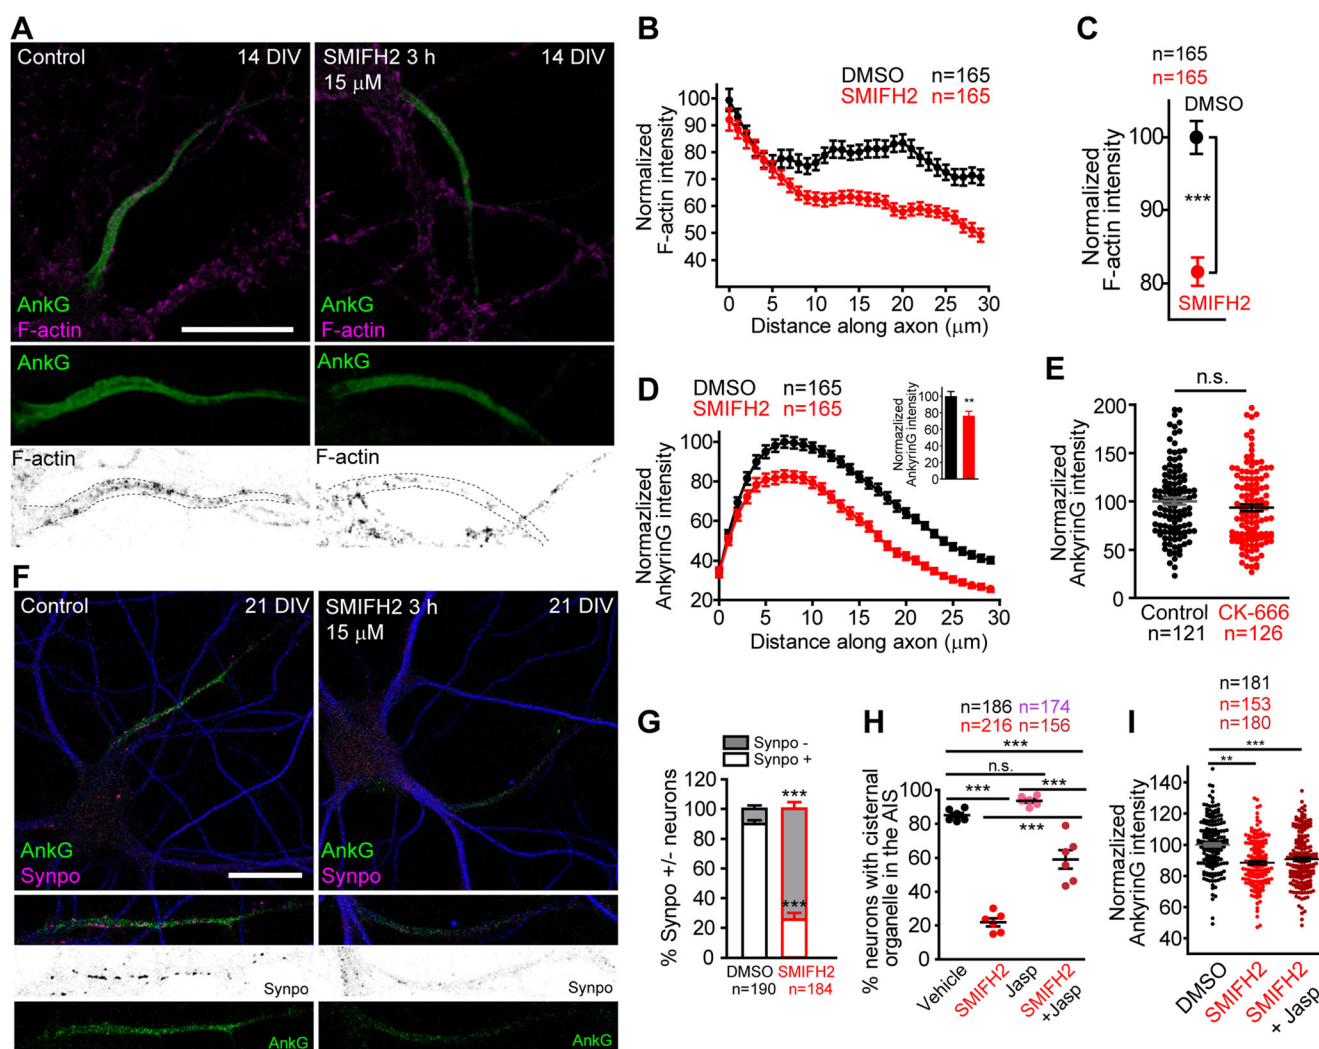 A
Control 14 DIV
SMIFH2 3 h 14 DIV
15 μM
AnkG
F-actin
AnkG
F-actin
AnkG
AnkG
F-actin
F-actin
B
DMSO n=165
SMIFH2 n=165
Normalized
F-actin intensity
100
90
80
70
60
50
40
0 5 10 15 20 25 30
Distance along axon (μm)
C
n=165
n=165
DMSO
Normalized
F-actin intensity
100
90
80
***
SMIFH2
D
DMSO n=165
SMIFH2 n=165
Normazlized
AnkyrinG intensity
100
80
60
40
20
0 5 10 15 20 25 30
Distance along axon (μm)
Normazlized
AnkyrinG intensity
100
80
60
40
20
0
**
E
n.s.
Normazlized
AnkyrinG intensity
200
150
100
50
0
Control CK-666
n=121 n=126
F
Control 21 DIV
SMIFH2 3 h 21 DIV
15 μM
AnkG
Synpo
AnkG
Synpo
Synpo
Synpo
AnkG
AnkG
G
Synpo -
Synpo +
% Synpo +/- neurons
120
100
80
60
40
20
0
***
***
DMSO SMIFH2
n=190 n=184
H
n=186 n=174
n=216 n=156
***
n.s.
*** ***
***
% neurons with cisternal
organelle in the AIS
100
80
60
40
20
0
Vehicle
SMIFH2
Jasp
SMIFH2
+Jasp
I
n=181
n=153
n=180
***
**
Normazlized
AnkyrinG intensity
140
120
100
80
60
40
DMSO
SMIFH2
SMIFH2
+ Jasp